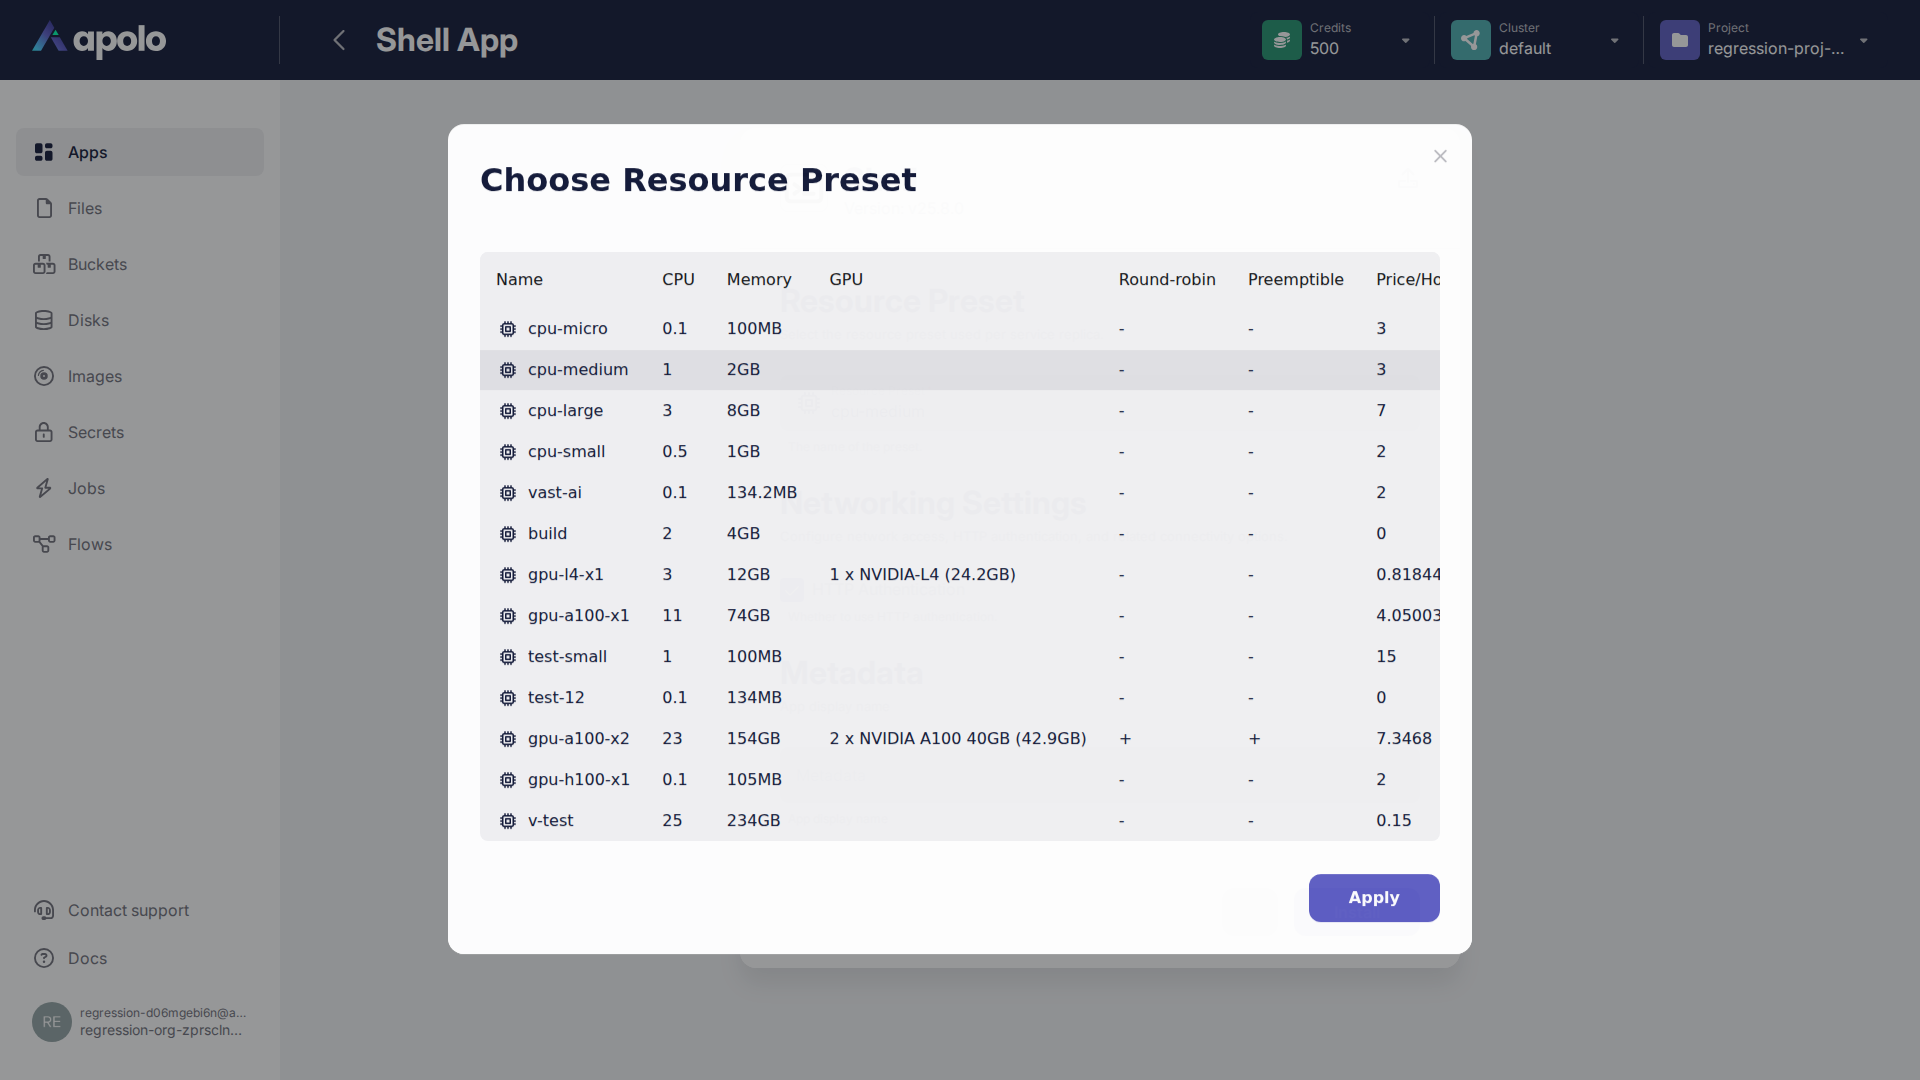 apolo
Shell App
Credits
500
Cluster
default
Project
regression-proj-...
Apps
Files
Buckets
Disks
Images
Secrets
Jobs
Flows
Contact support
Docs
RE
regression-d06mgebi6n@a...
regression-org-zprscln...
Choose Resource Preset
Name CPU Memory GPU Round-robin Preemptible Price/Ho
cpu-micro 0.1 100MB - - 3
cpu-medium 1 2GB - - 3
cpu-large 3 8GB - - 7
cpu-small 0.5 1GB - - 2
vast-ai 0.1 134.2MB - - 2
build 2 4GB - - 0
gpu-l4-x1 3 12GB 1 x NVIDIA-L4 (24.2GB) - - 0.81844
gpu-a100-x1 11 74GB - - 4.05003
test-small 1 100MB - - 15
test-12 0.1 134MB - - 0
gpu-a100-x2 23 154GB 2 x NVIDIA A100 40GB (42.9GB) + + 7.3468
gpu-h100-x1 0.1 105MB - - 2
v-test 25 234GB - - 0.15
Resource Preset
Networking Settings
Metadata
Apply